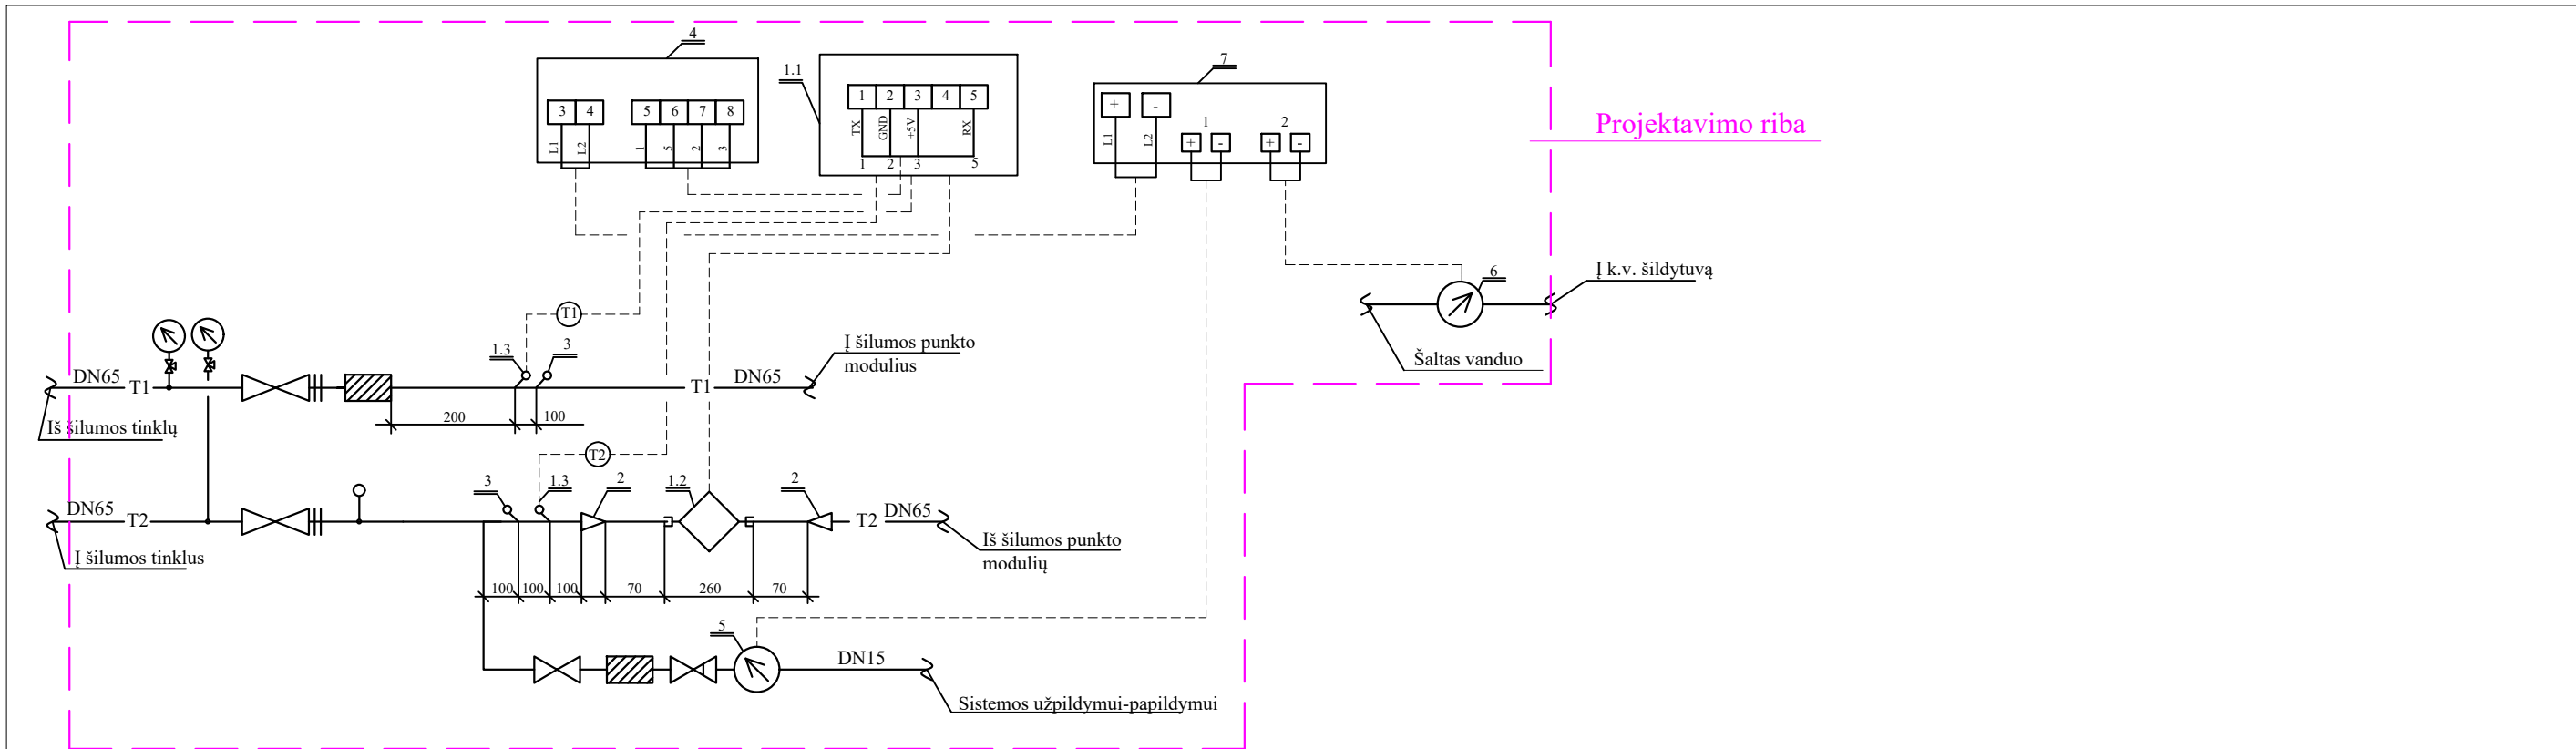 4
3 4
5 6 7 8
L1 L2
1 5 2 3
1.1
1 2 3 4 5
TX GND +5V RX
1 2 3 5
7
+ -
L1 L2
1 2
+ - + -
Projektavimo riba
6
Į k.v. šildytuvą
Šaltas vanduo
T1
1.3 3
Į šilumos punkto
modulius
DN65 T1
T1 DN65
200 100
Iš šilumos tinklų
T2
3 1.3 2 1.2 2
DN65 T2
T2 DN65
Į šilumos tinklus
Iš šilumos punkto
modulių
100 100 100 70 260 70
5
DN15
Sistemos užpildymui-papildymui